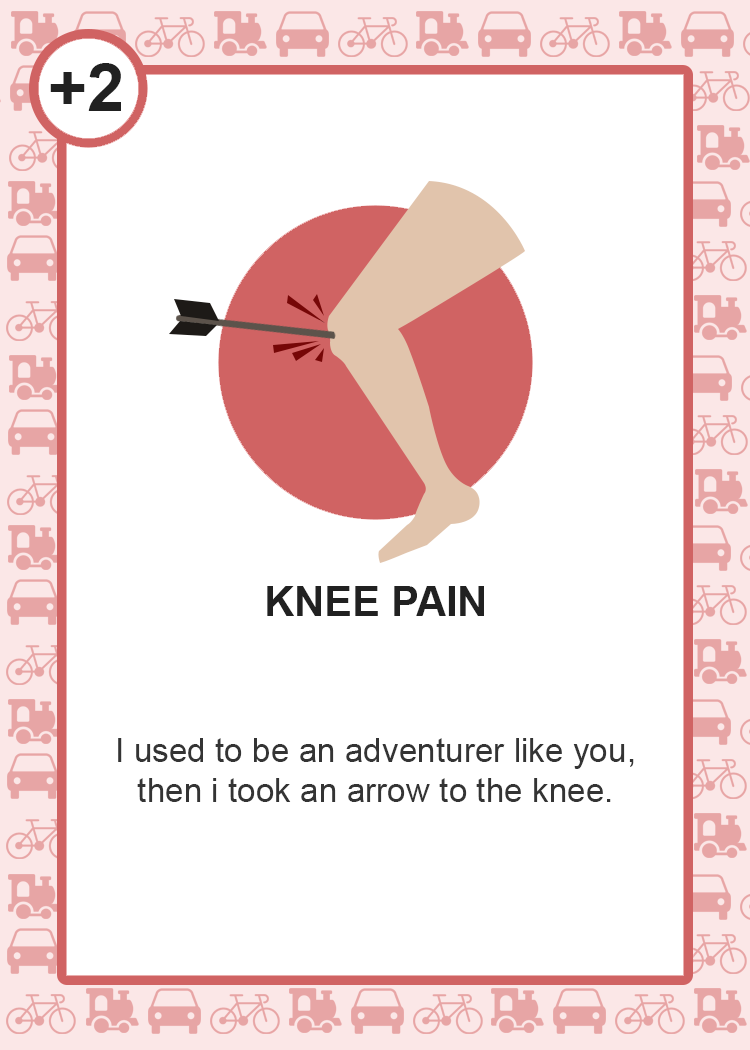 +2
KNEE PAIN
I used to be an adventurer like you,
then i took an arrow to the knee.